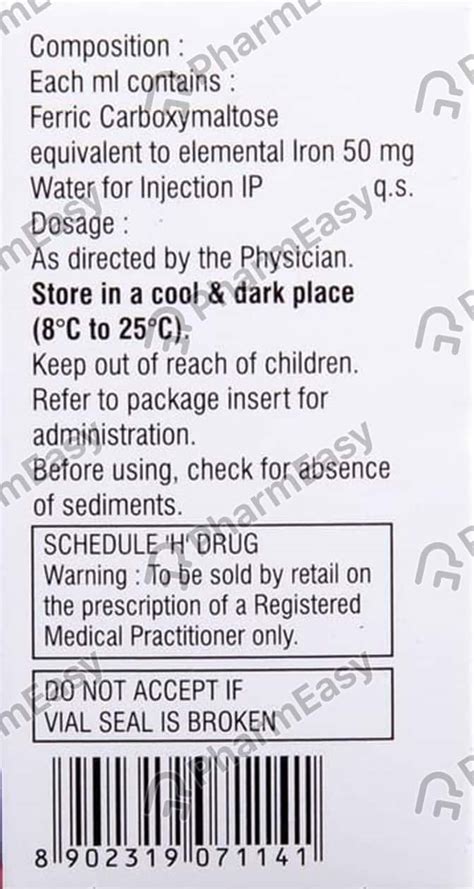 Composition :
Each ml contains :
Ferric Carboxymaltose
equivalent to elemental Iron 50 mg
Water for Injection IP q.s.
Dosage :
As directed by the Physician.
Store in a cool & dark place
(8°C to 25°C).
Keep out of reach of children.
Refer to package insert for
administration.
Before using, check for absence
of sediments.
SCHEDULE 'H' DRUG
Warning : To be sold by retail on
the prescription of a Registered
Medical Practitioner only.
DO NOT ACCEPT IF
VIAL SEAL IS BROKEN
8 902319 071141
PharmEasy
PharmEasy
PharmEasy
PharmEasy